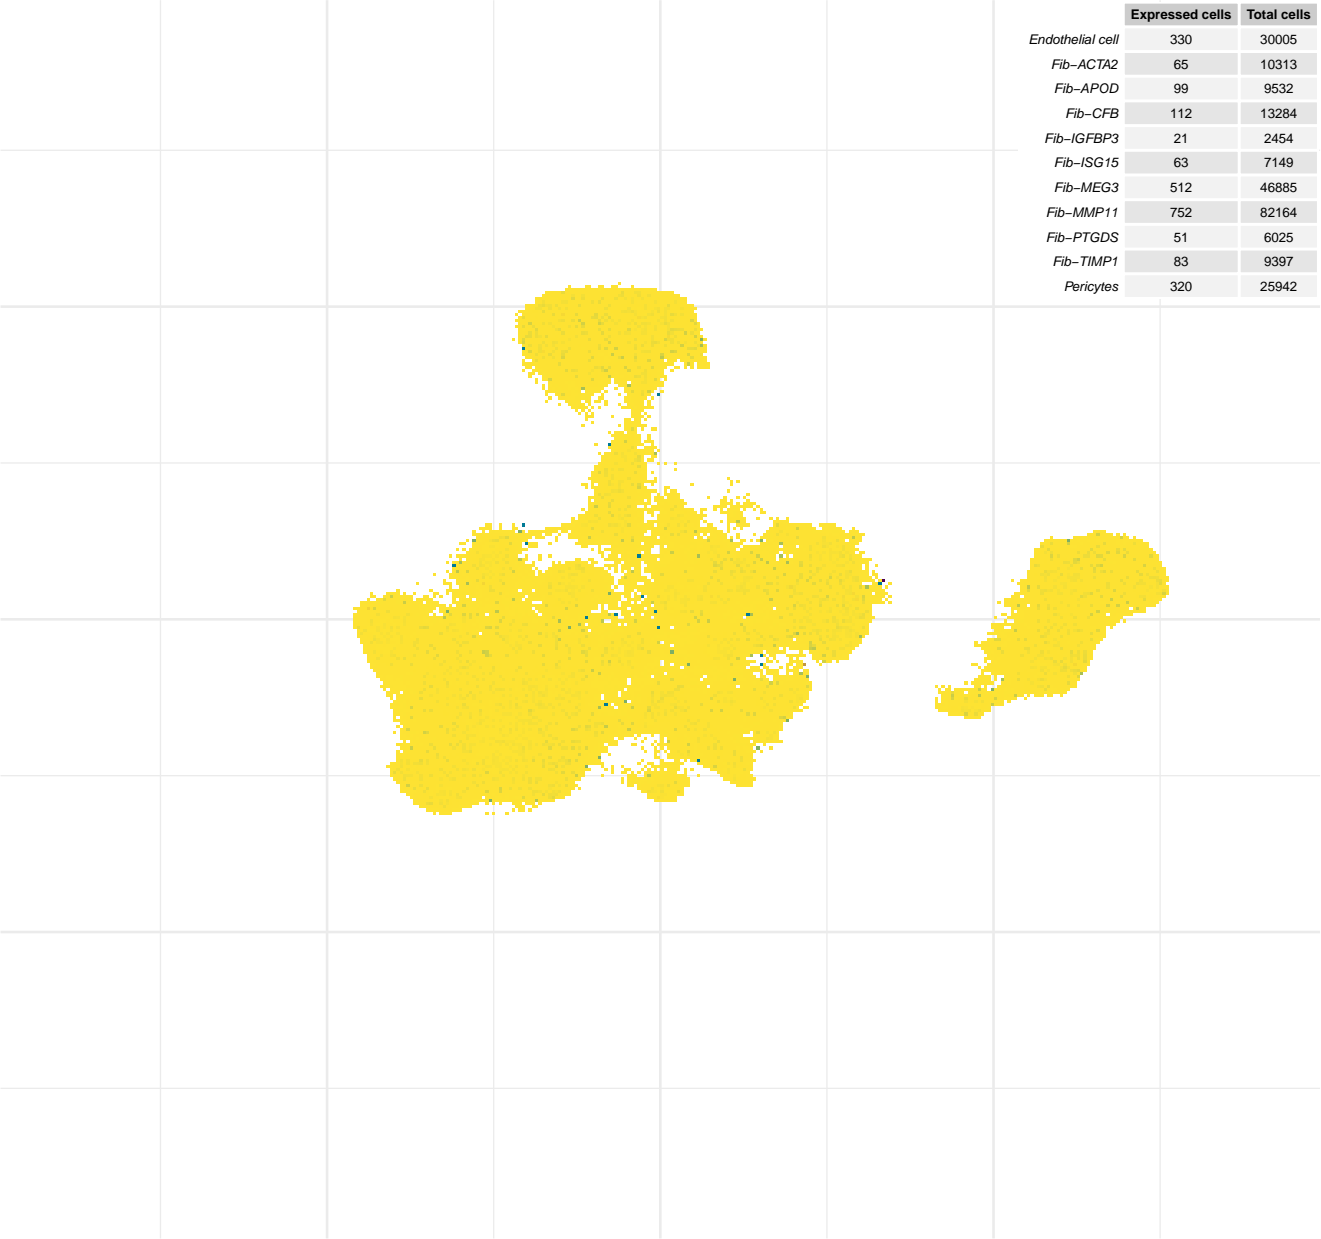 Expressed cells Total cells
Endothelial cell 330 30005
Fib−ACTA2 65 10313
Fib−APOD 99 9532
Fib−CFB 112 13284
Fib−IGFBP3 21 2454
Fib−ISG15 63 7149
Fib−MEG3 512 46885
Fib−MMP11 752 82164
Fib−PTGDS 51 6025
Fib−TIMP1 83 9397
Pericytes 320 25942